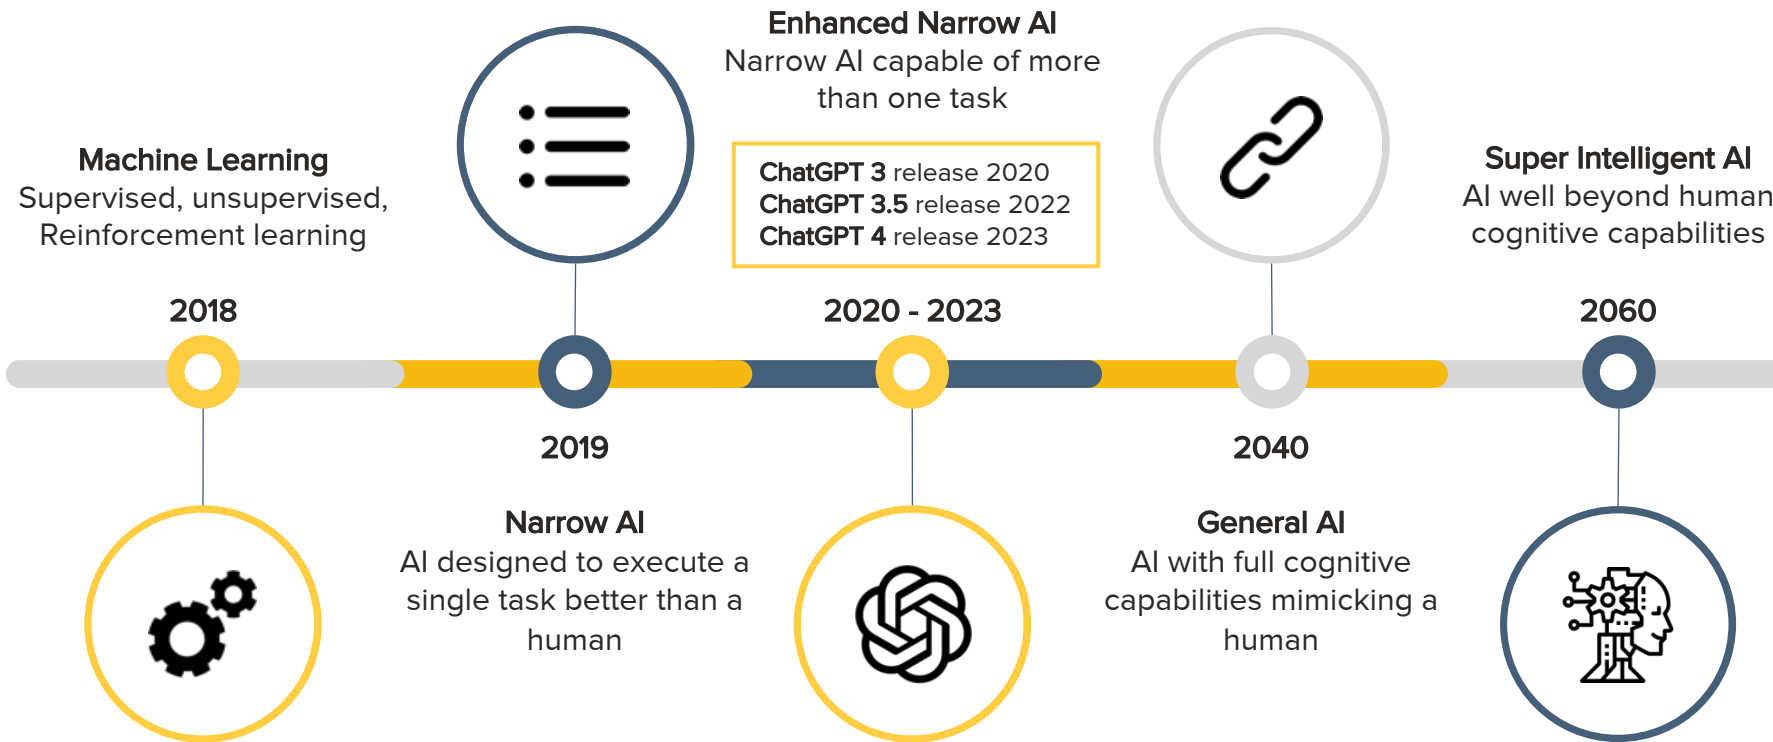 Machine Learning
Supervised, unsupervised,
Reinforcement learning
2018
2019
Narrow AI
AI designed to execute a
single task better than a
human
Enhanced Narrow AI
Narrow AI capable of more
than one task
ChatGPT 3 release 2020
ChatGPT 3.5 release 2022
ChatGPT 4 release 2023
2020 - 2023
2040
General AI
AI with full cognitive
capabilities mimicking a
human
Super Intelligent AI
AI well beyond human
cognitive capabilities
2060